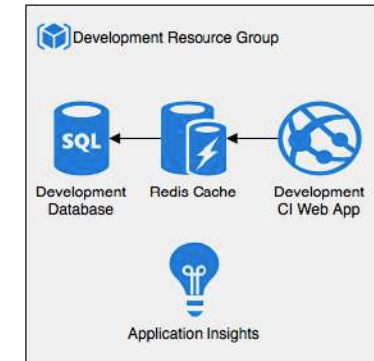 Development Resource Group
SQL
Development
Database
Redis Cache
Development
CI Web App
Application Insights